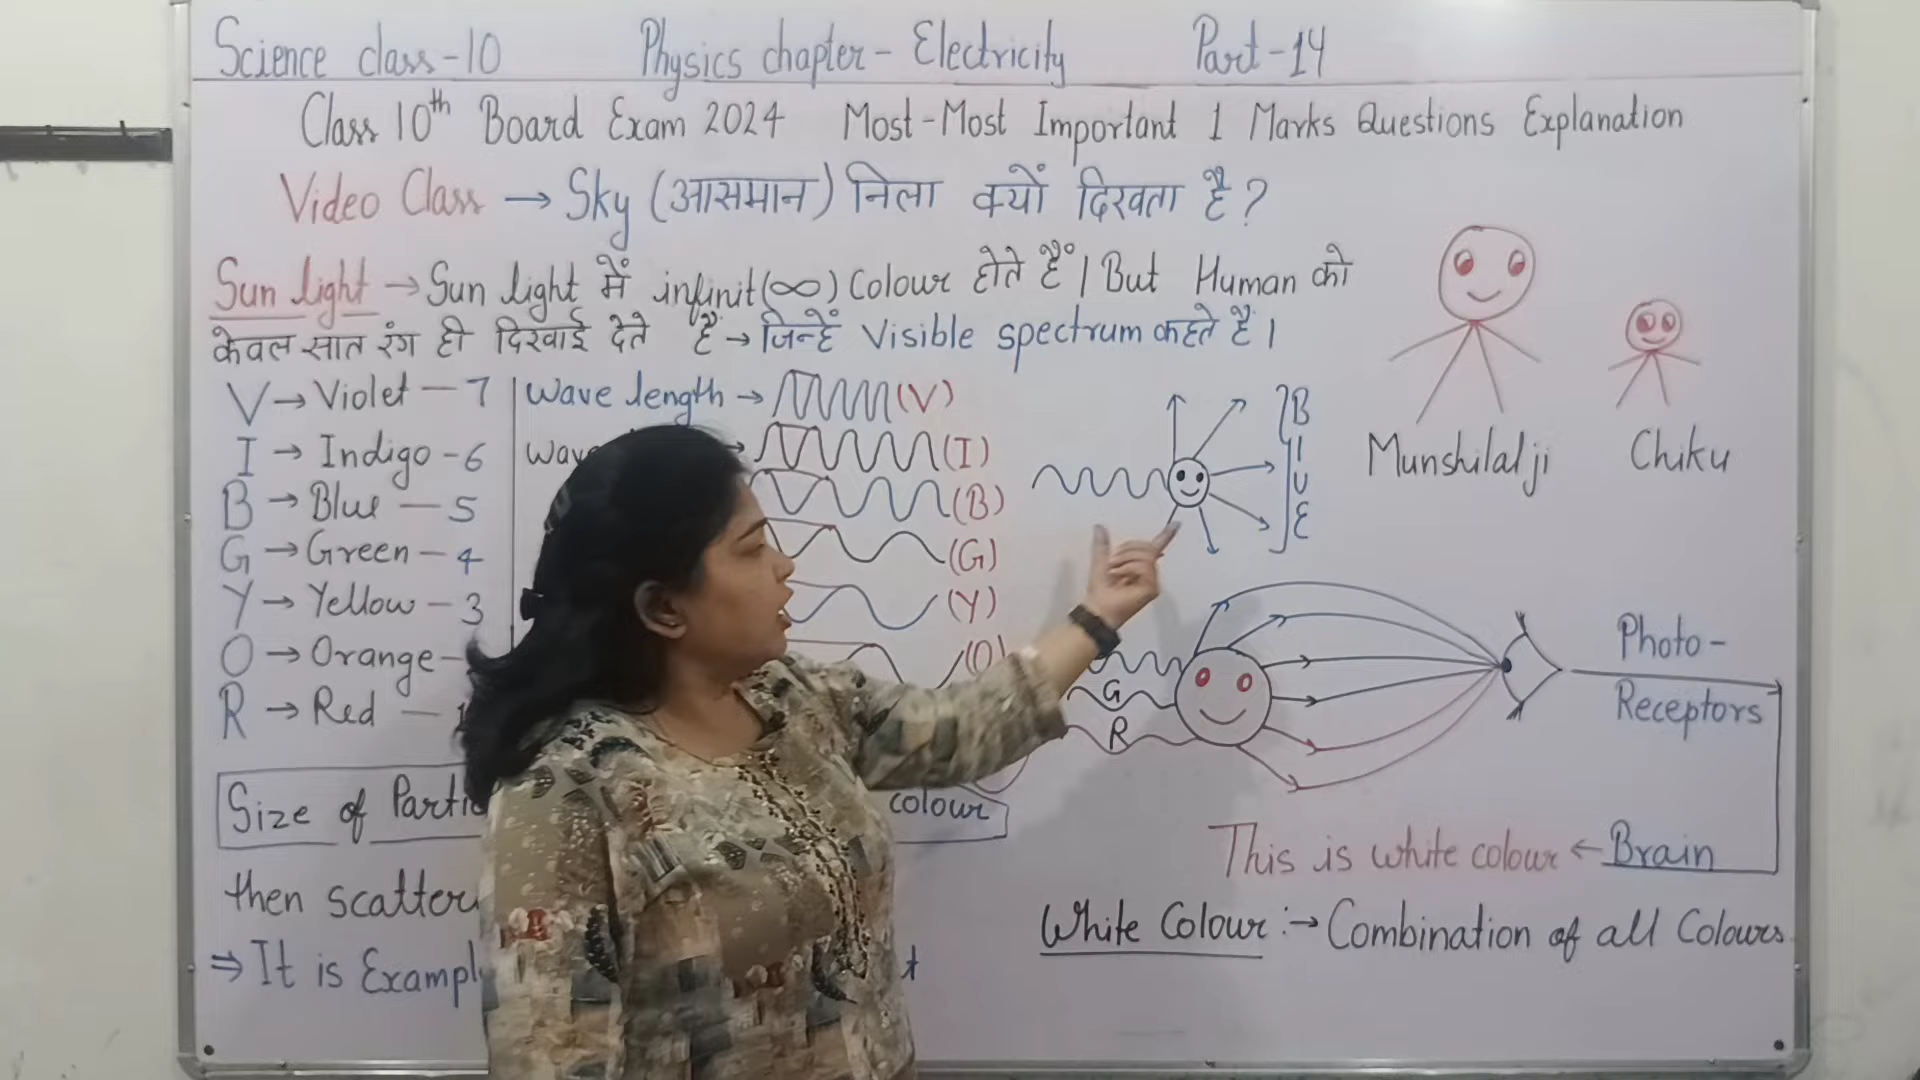 Science class-10 Physics chapter- Electricity Part-14
Class 10th Board Exam 2024 Most-Most Important 1 Marks Questions Explanation
Video Class → Sky (आसमान) निला क्यों दिखता है?
Sun light → Sun light में infinit(∞) Colour होते हैं। But Human को
केवल सात रंग ही दिखाई देते हैं → जिन्हें Visible spectrum कहते हैं।
V → Violet - 7
I → Indigo - 6
B → Blue - 5
G → Green - 4
Y → Yellow - 3
O → Orange -
R → Red - 1
Wave length → (V)
(I)
(B)
(G)
(Y)
(O)
BlUE
Munshilalji
Chiku
G
R
Photo-
Receptors
Size of colour
then
⇒ It is
This is white colour ← Brain
White Colour :→ Combination of all Colours.